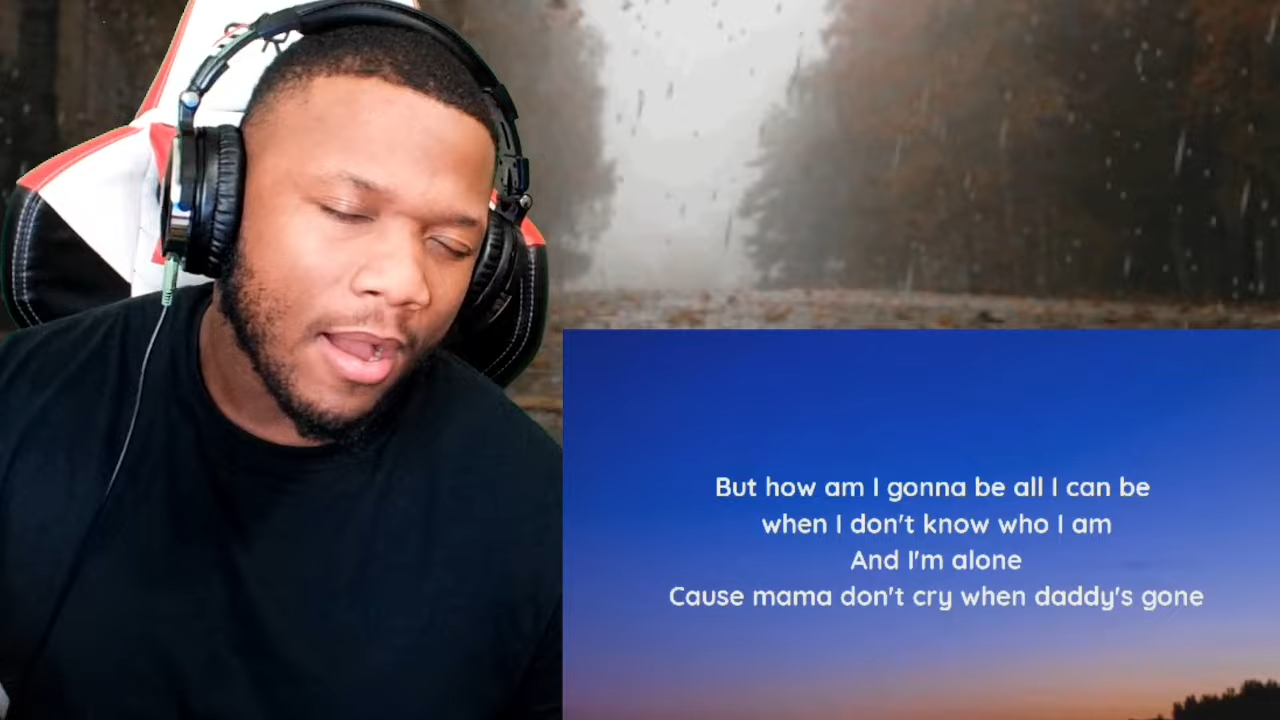 But how am I gonna be all I can be
when I don't know who I am
And I'm alone
Cause mama don't cry when daddy's gone